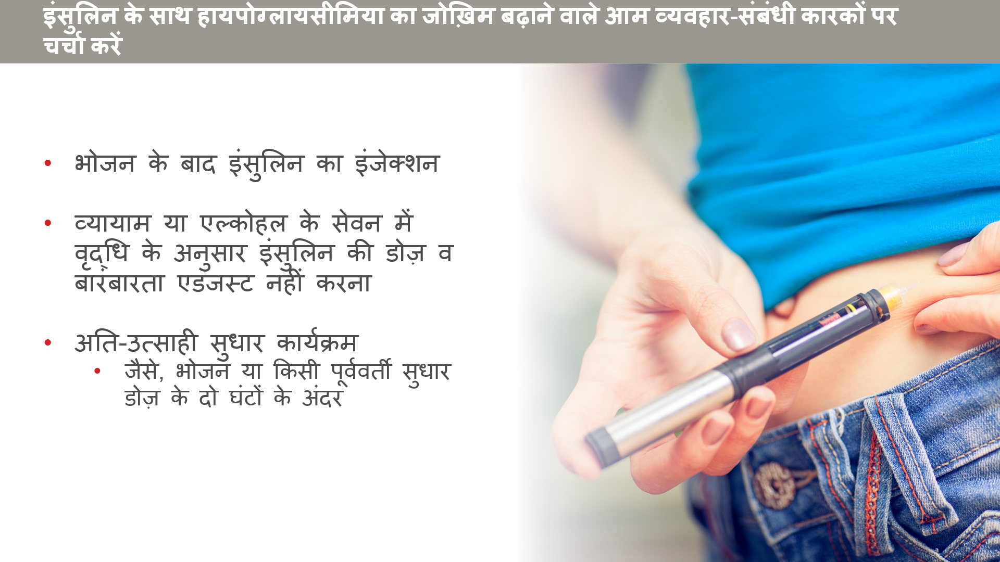 इंसुलिन के साथ हायपोग्लायसीमिया का जोख़िम बढ़ाने वाले आम व्यवहार-संबंधी कारकों पर
चर्चा करें
• भोजन के बाद इंसुलिन का इंजेक्शन
• व्यायाम या एल्कोहल के सेवन में
वृद्धि के अनुसार इंसुलिन की डोज़ व
बारंबारता एडजस्ट नहीं करना
• अति-उत्साही सुधार कार्यक्रम
• जैसे, भोजन या किसी पूर्ववर्ती सुधार
डोज़ के दो घंटों के अंदर